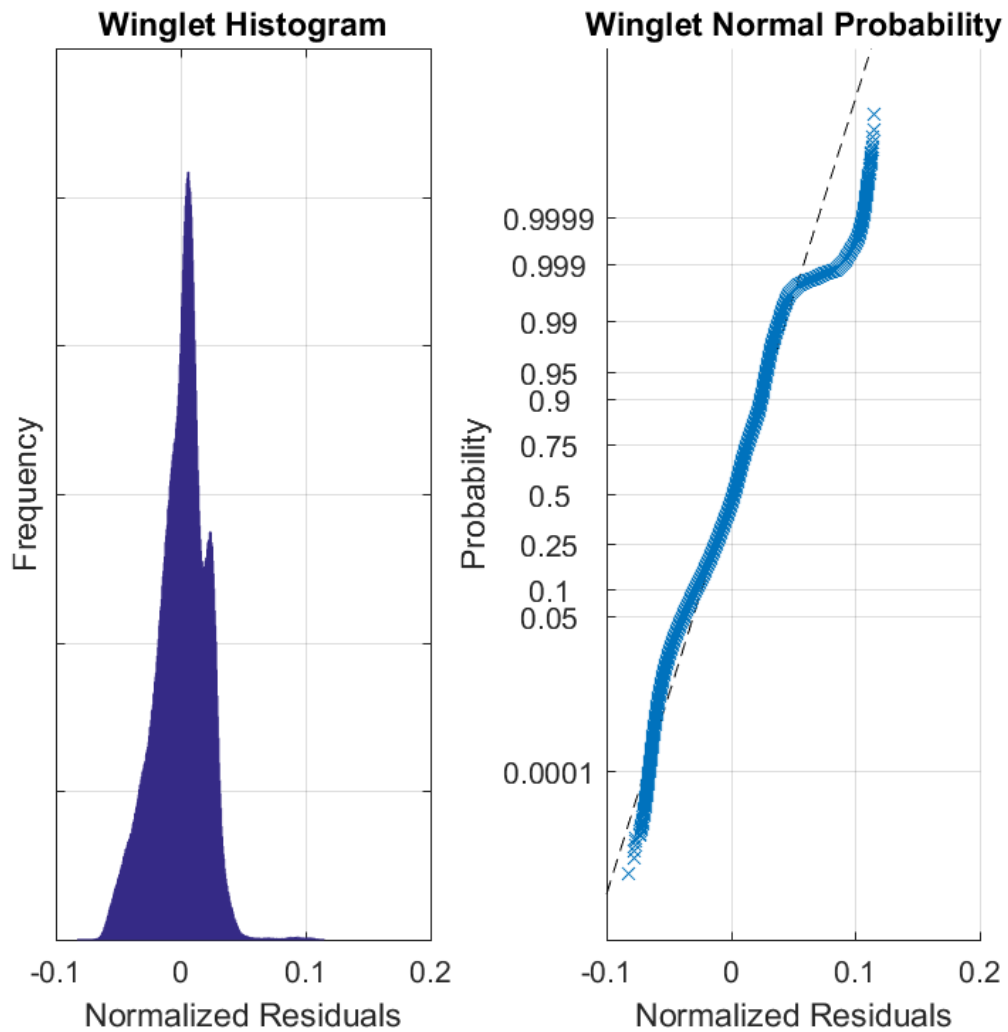 Winglet Histogram
Frequency
-0.1 0 0.1 0.2
Normalized Residuals
Winglet Normal Probability
Probability
0.9999
0.999
0.99
0.95
0.9
0.75
0.5
0.25
0.1
0.05
0.0001
-0.1 0 0.1 0.2
Normalized Residuals